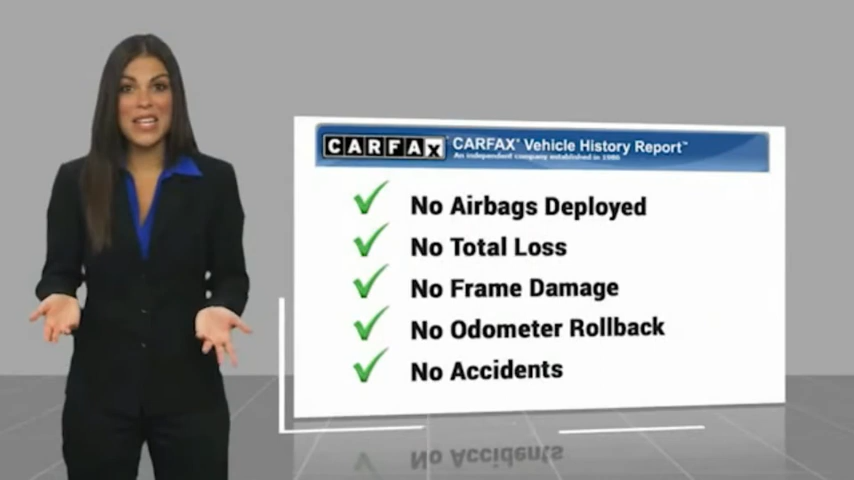 CARFAX CARFAX® Vehicle History Report™
An independent company established in 1986
No Airbags Deployed
No Total Loss
No Frame Damage
No Odometer Rollback
No Accidents
No Accidents